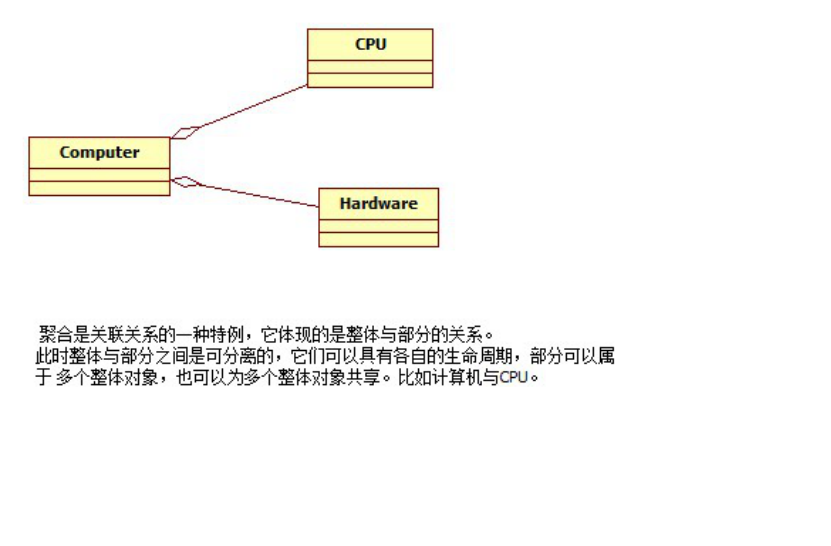 CPU
Computer
Hardware
聚合是关联关系的一种特例，它体现的是整体与部分的关系。
此时整体与部分之间是可分离的，它们可以具有各自的生命周期，部分可以属
于 多个整体对象，也可以为多个整体对象共享。比如计算机与CPU。